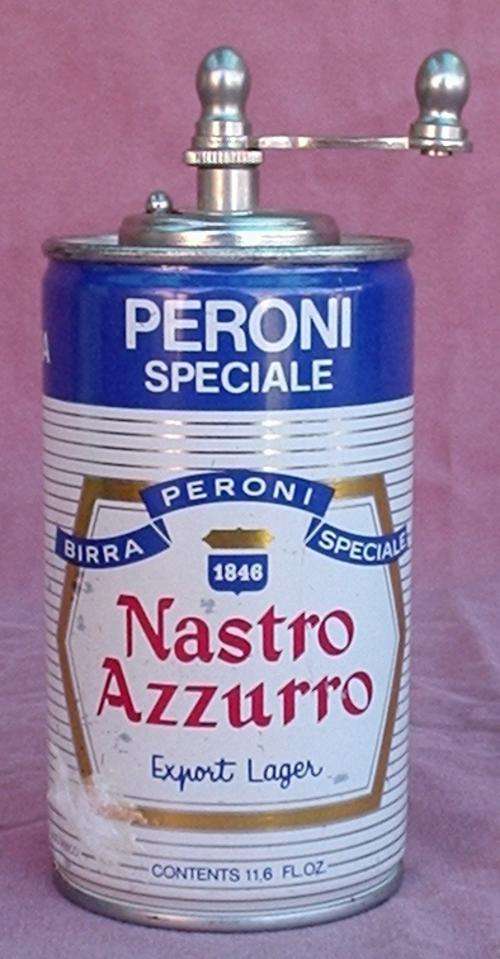 PERONI
SPECIALE
BIRRA PERONI SPECIALE
1846
Nastro
Azzurro
Export Lager
CONTENTS 11.6 FL.OZ.